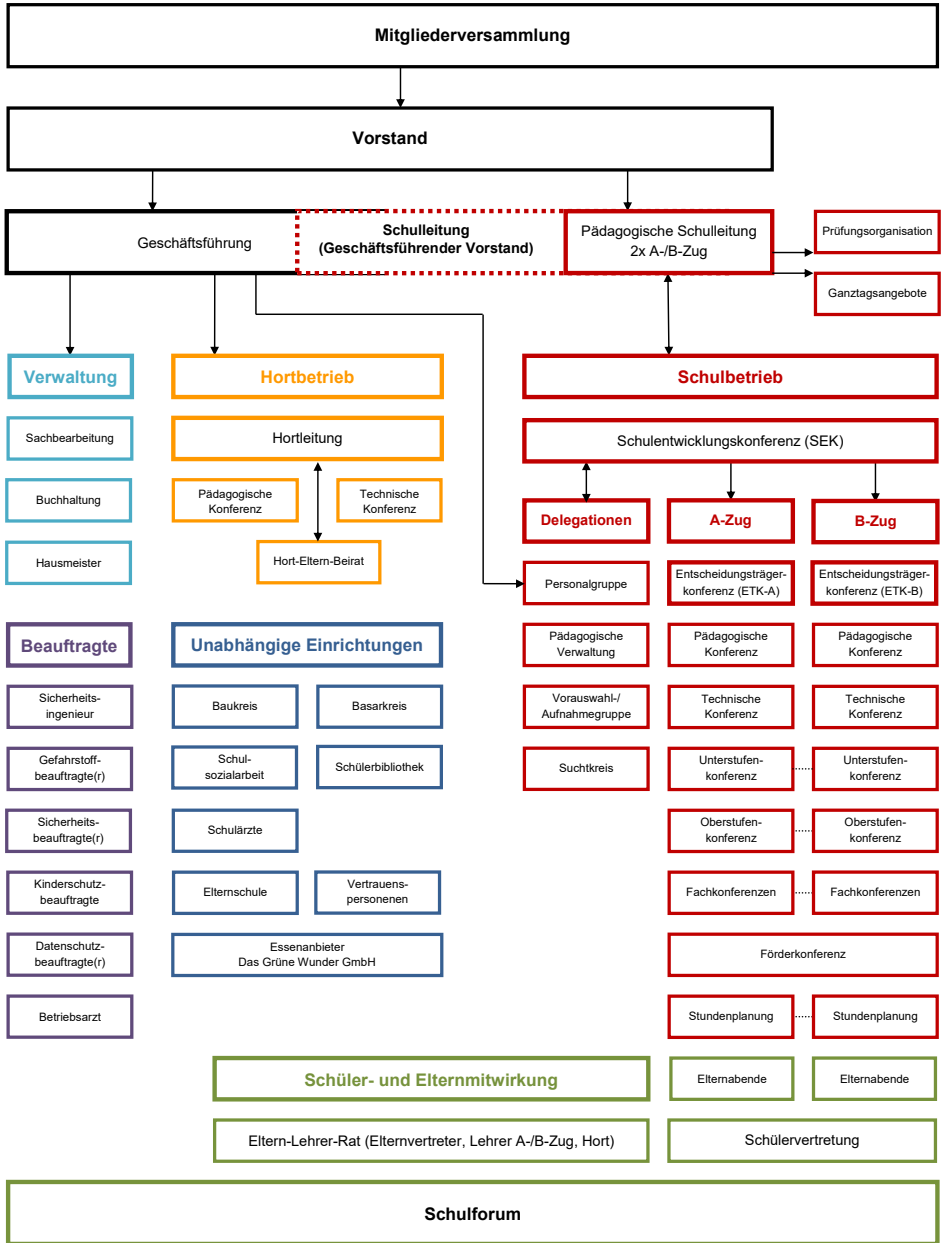 Mitgliederversammlung
Vorstand
Geschäftsführung
Schulleitung
(Geschäftsführender Vorstand)
Pädagogische Schulleitung
2x A-/B-Zug
Prüfungsorganisation
Ganztagsangebote
Verwaltung
Sachbearbeitung
Buchhaltung
Hausmeister
Hortbetrieb
Hortleitung
Pädagogische
Konferenz
Technische
Konferenz
Hort-Eltern-Beirat
Schulbetrieb
Schulentwicklungskonferenz (SEK)
Delegationen
Personalgruppe
Pädagogische
Verwaltung
Vorauswahl-/
Aufnahmegruppe
Suchtkreis
A-Zug
Entscheidungsträger-
konferenz (ETK-A)
Pädagogische
Konferenz
Technische
Konferenz
Unterstufen-
konferenz
Oberstufen-
konferenz
Fachkonferenzen
B-Zug
Entscheidungsträger-
konferenz (ETK-B)
Pädagogische
Konferenz
Technische
Konferenz
Unterstufen-
konferenz
Oberstufen-
konferenz
Fachkonferenzen
Förderkonferenz
Stundenplanung
Stundenplanung
Beauftragte
Sicherheits-
ingenieur
Gefahrstoff-
beauftragte(r)
Sicherheits-
beauftragte(r)
Kinderschutz-
beauftragte
Datenschutz-
beauftragte(r)
Betriebsarzt
Unabhängige Einrichtungen
Baukreis
Basarkreis
Schul-
sozialarbeit
Schülerbibliothek
Schulärzte
Elternschule
Vertrauens-
personenen
Essenanbieter
Das Grüne Wunder GmbH
Schüler- und Elternmitwirkung
Elternabende
Elternabende
Eltern-Lehrer-Rat (Elternvertreter, Lehrer A-/B-Zug, Hort)
Schülervertretung
Schulforum